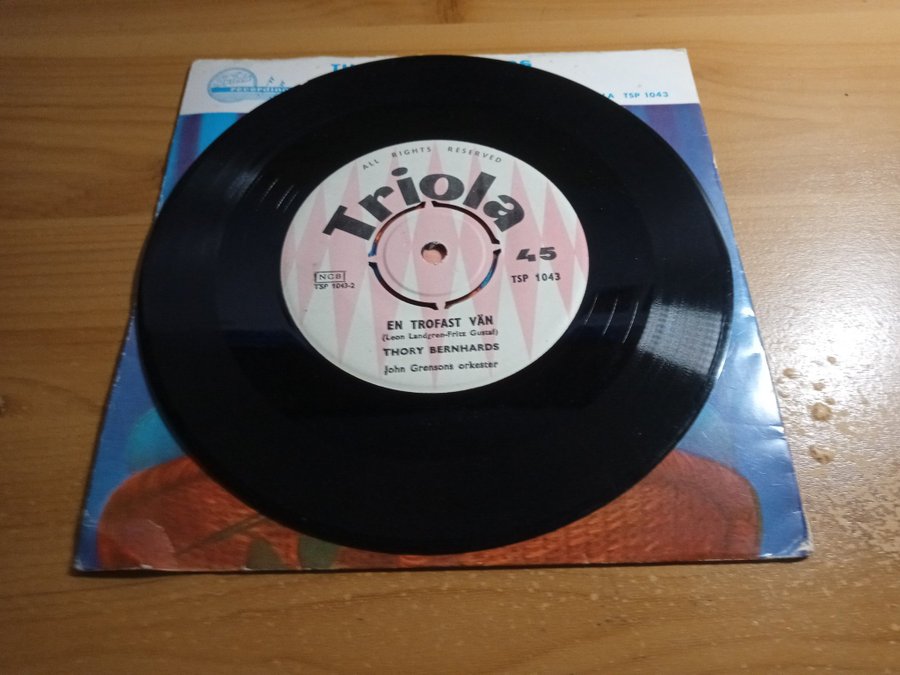 recording
TSP 1043
ALL RIGHTS RESERVED
Triola
45
NCB
TSP 1043-2
TSP 1043
EN TROFAST VÄN
(Leon Landgren-Fritz Gustaf)
THORY BERNHARDS
John Grensons orkester